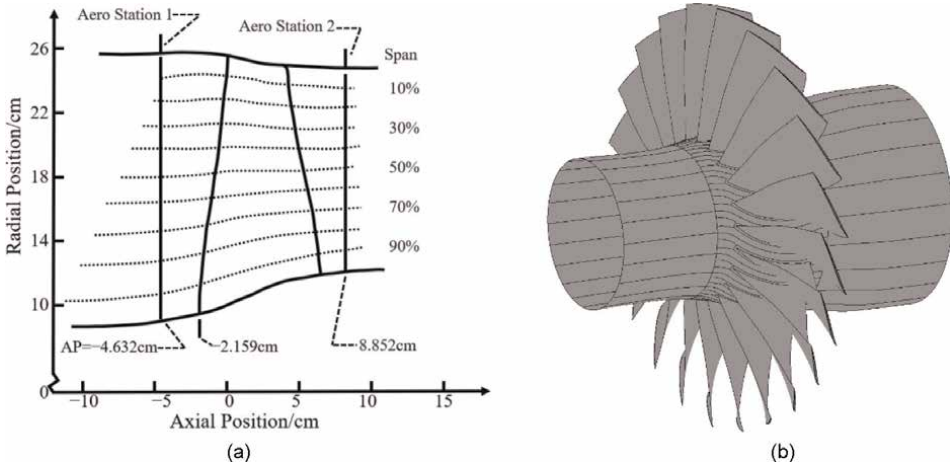 Aero Station 1
Aero Station 2
Span
26
22
18
14
10
0
Radial Position/cm
10%
30%
50%
70%
90%
AP=−4.632cm
−2.159cm
8.852cm
−10
−5
0
5
10
15
Axial Position/cm
(a)
(b)